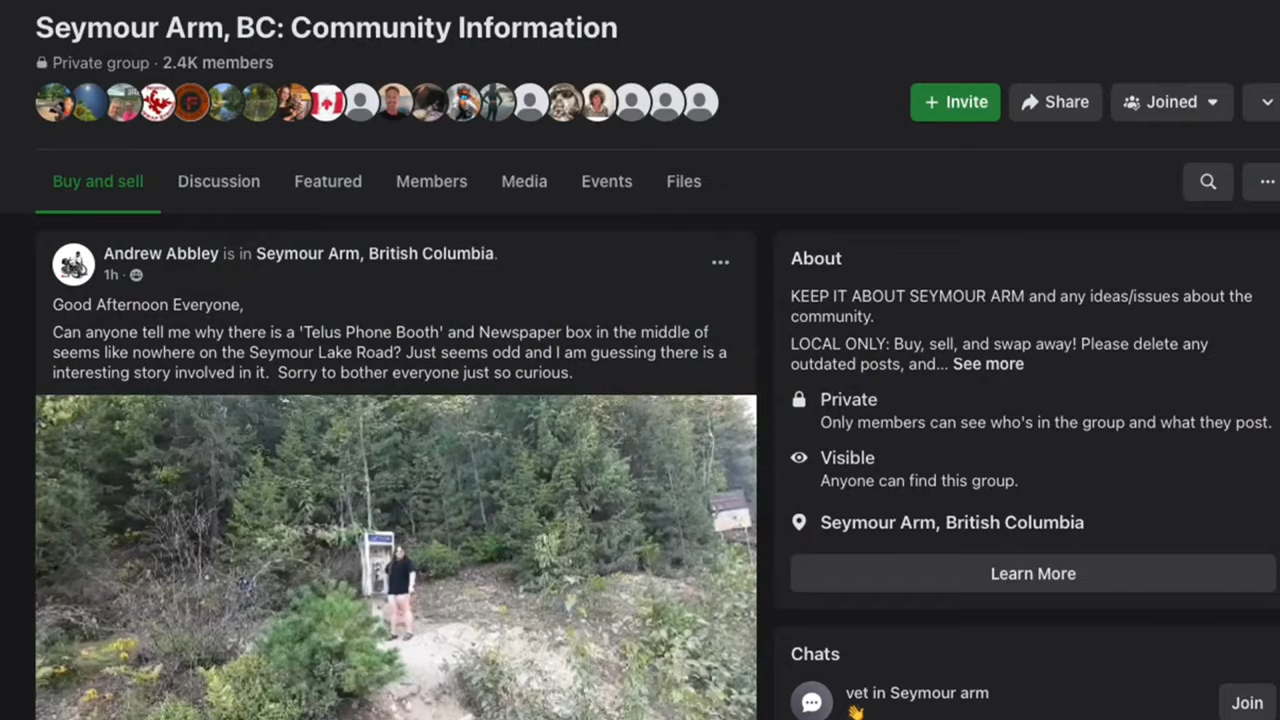 Seymour Arm, BC: Community Information
Private group · 2.4K members
+ Invite
Share
Joined
Buy and sell
Discussion
Featured
Members
Media
Events
Files
...
Andrew Abbley is in Seymour Arm, British Columbia.
1h ·
...
Good Afternoon Everyone,
Can anyone tell me why there is a 'Telus Phone Booth' and Newspaper box in the middle of
seems like nowhere on the Seymour Lake Road? Just seems odd and I am guessing there is a
interesting story involved in it.  Sorry to bother everyone just so curious.
About
KEEP IT ABOUT SEYMOUR ARM and any ideas/issues about the
community.
LOCAL ONLY: Buy, sell, and swap away! Please delete any
outdated posts, and... See more
Private
Only members can see who's in the group and what they post.
Visible
Anyone can find this group.
Seymour Arm, British Columbia
Learn More
Chats
vet in Seymour arm
👋
Join